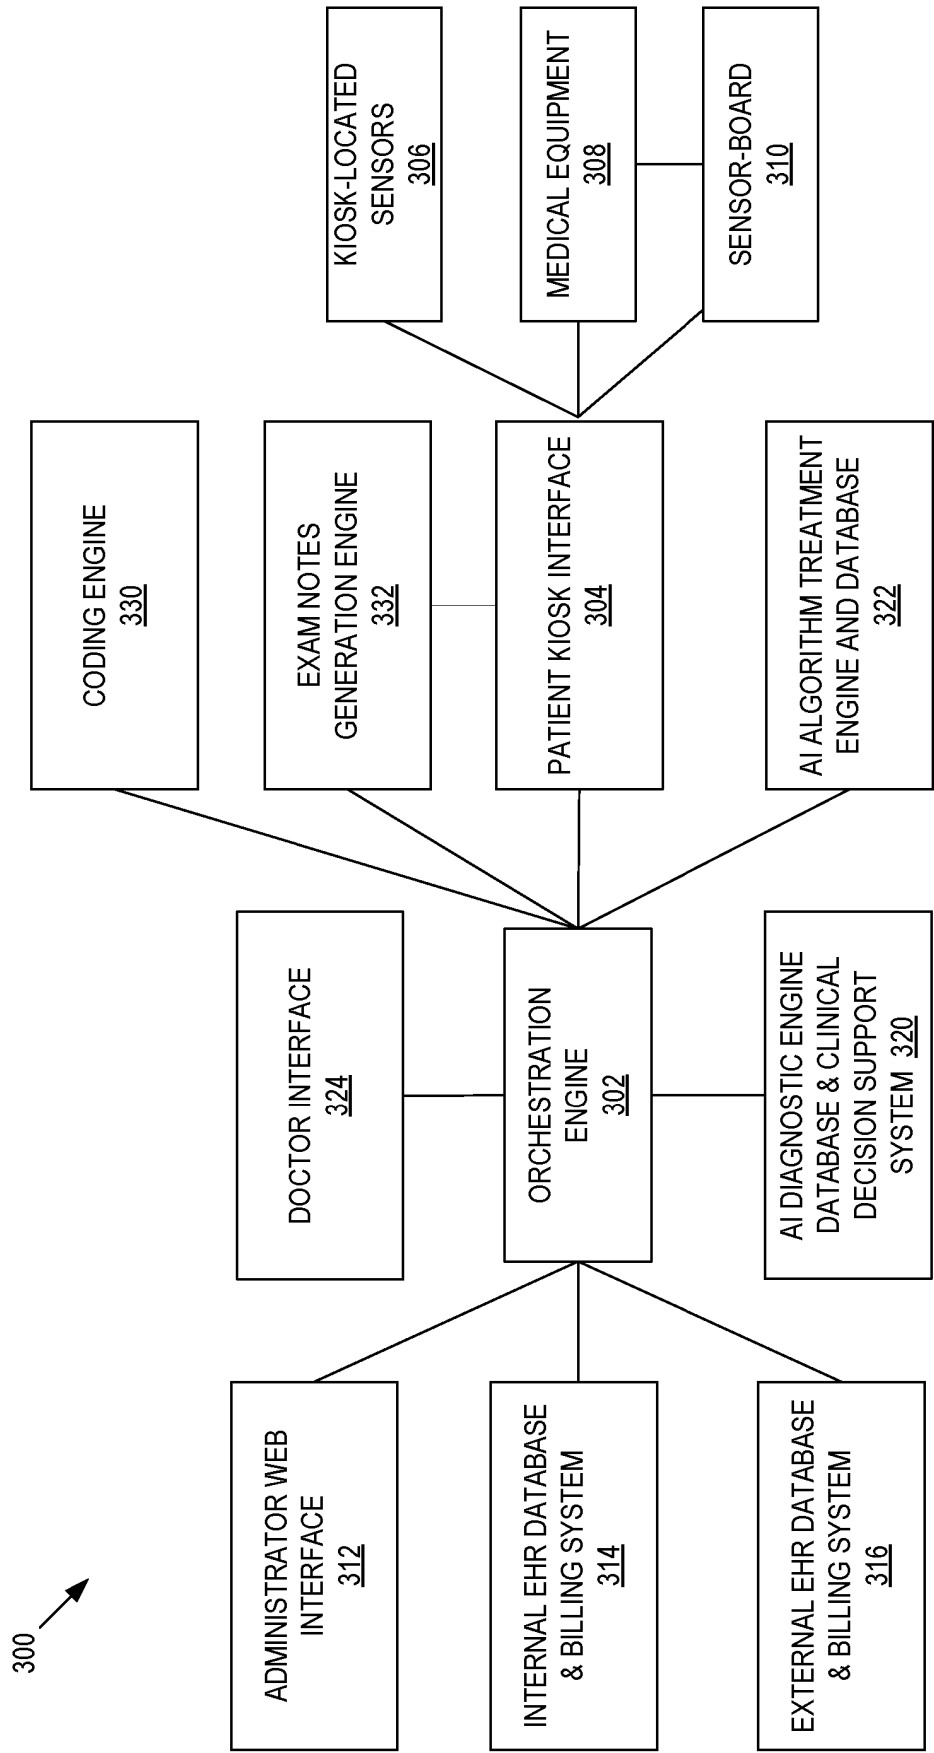 300
ADMINISTRATOR WEB
INTERFACE
312
INTERNAL EHR DATABASE
& BILLING SYSTEM
314
EXTERNAL EHR DATABASE
& BILLING SYSTEM
316
DOCTOR INTERFACE
324
ORCHESTRATION
ENGINE
302
AI DIAGNOSTIC ENGINE
DATABASE & CLINICAL
DECISION SUPPORT
SYSTEM 320
CODING ENGINE
330
EXAM NOTES
GENERATION ENGINE
332
PATIENT KIOSK INTERFACE
304
AI ALGORITHM TREATMENT
ENGINE AND DATABASE
322
KIOSK-LOCATED
SENSORS
306
MEDICAL EQUIPMENT
308
SENSOR-BOARD
310